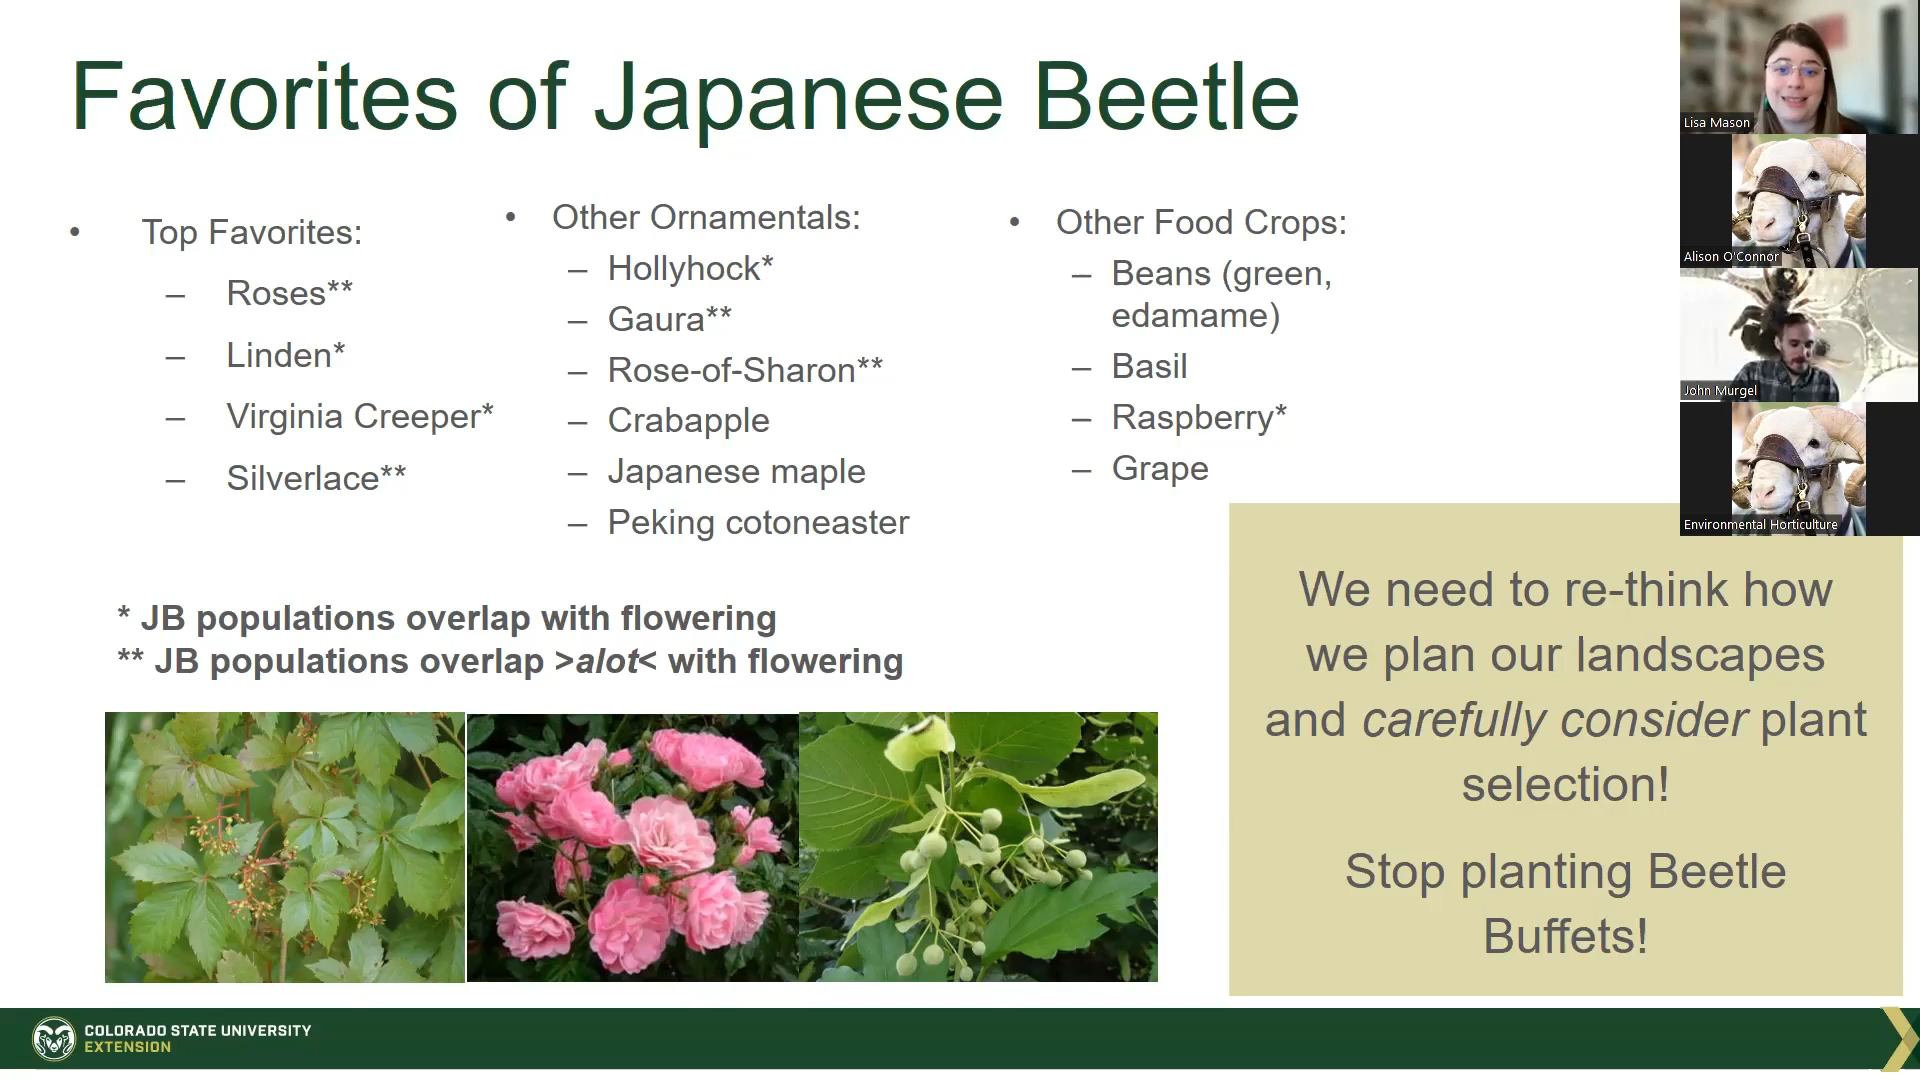 Favorites of Japanese Beetle
• Top Favorites:
– Roses**
– Linden*
– Virginia Creeper*
– Silverlace**
• Other Ornamentals:
– Hollyhock*
– Gaura**
– Rose-of-Sharon**
– Crabapple
– Japanese maple
– Peking cotoneaster
• Other Food Crops:
– Beans (green,
edamame)
– Basil
– Raspberry*
– Grape
* JB populations overlap with flowering
** JB populations overlap >alot< with flowering
We need to re-think how
we plan our landscapes
and carefully consider plant
selection!
Stop planting Beetle
Buffets!
COLORADO STATE UNIVERSITY
EXTENSION
Lisa Mason
Alison O'Connor
John Murgel
Environmental Horticulture